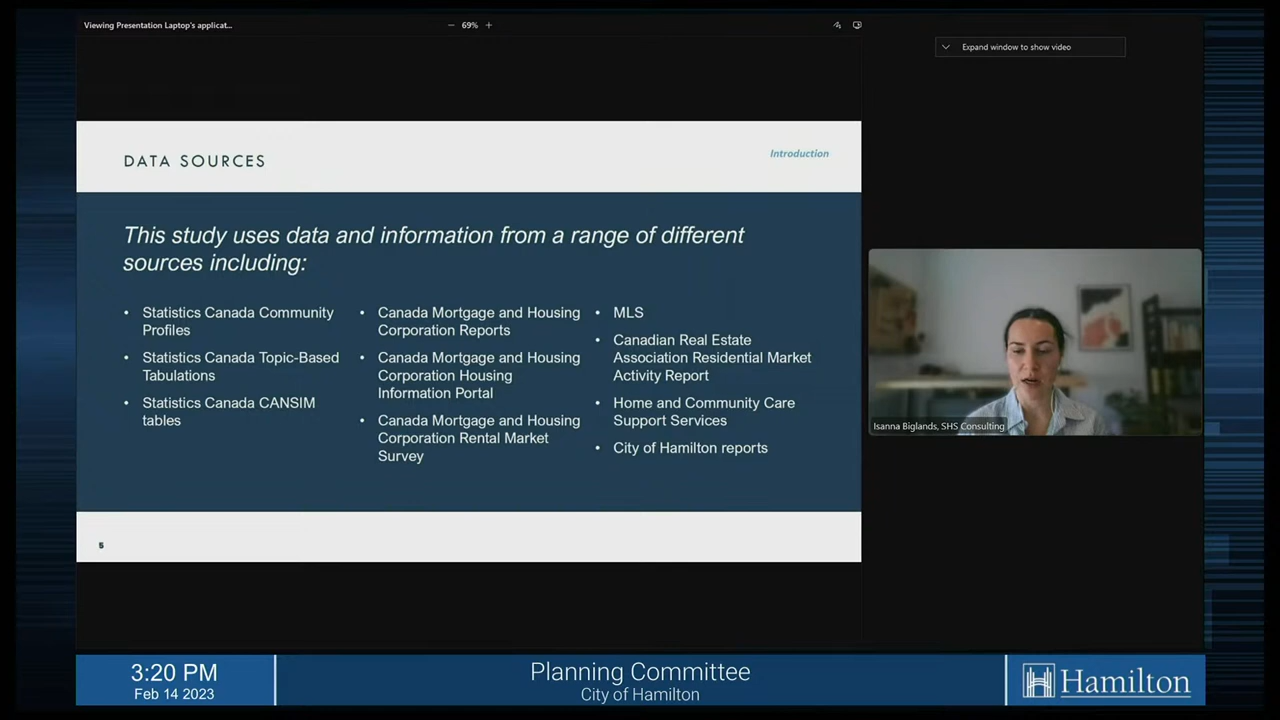 Viewing Presentation Laptop's applicat...
69%
Expand window to show video
DATA SOURCES
Introduction
This study uses data and information from a range of different
sources including:
• Statistics Canada Community
Profiles
• Statistics Canada Topic-Based
Tabulations
• Statistics Canada CANSIM
tables
• Canada Mortgage and Housing
Corporation Reports
• Canada Mortgage and Housing
Corporation Housing
Information Portal
• Canada Mortgage and Housing
Corporation Rental Market
Survey
• MLS
• Canadian Real Estate
Association Residential Market
Activity Report
• Home and Community Care
Support Services
• City of Hamilton reports
5
Isanna Biglands, SHS Consulting
3:20 PM
Feb 14 2023
Planning Committee
City of Hamilton
Hamilton